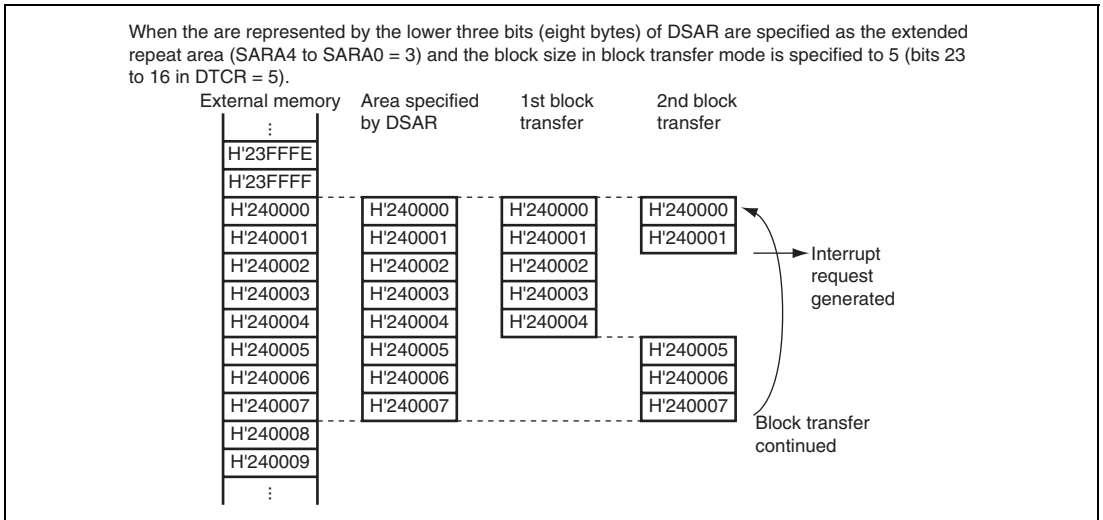 When the are represented by the lower three bits (eight bytes) of DSAR are specified as the extended
repeat area (SARA4 to SARA0 = 3) and the block size in block transfer mode is specified to 5 (bits 23
to 16 in DTCR = 5).
External memory
Area specified
by DSAR
1st block
transfer
2nd block
transfer
⋮
H'23FFFE
H'23FFFF
H'240000 H'240000 H'240000 H'240000
H'240001 H'240001 H'240001 H'240001
H'240002 H'240002 H'240002
H'240003 H'240003 H'240003
H'240004 H'240004 H'240004
H'240005 H'240005 H'240005
H'240006 H'240006 H'240006
H'240007 H'240007 H'240007
H'240008
H'240009
⋮
Interrupt
request
generated
Block transfer
continued